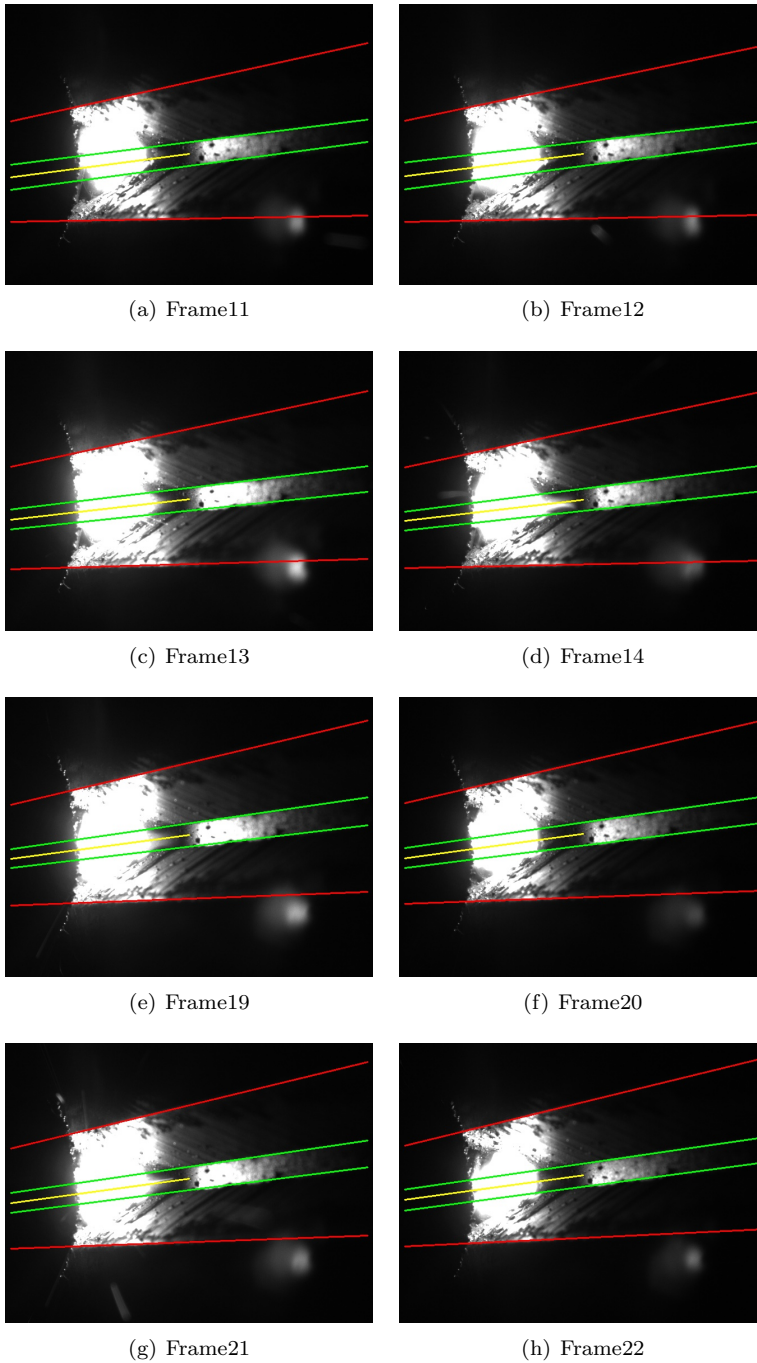 (a) Frame11
(b) Frame12
(c) Frame13
(d) Frame14
(e) Frame19
(f) Frame20
(g) Frame21
(h) Frame22